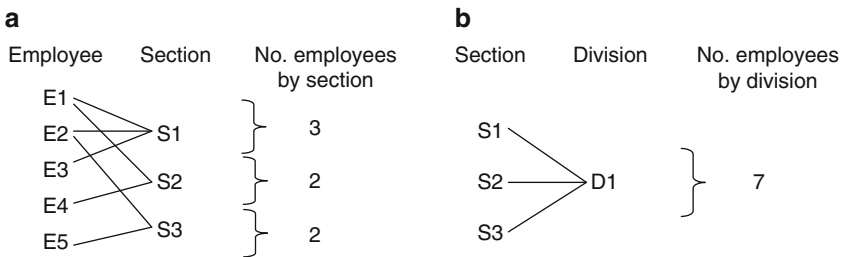 a
Employee Section No. employees
by section
E1
E2
E3
E4
E5
S1
S2
S3
3
2
2
b
Section Division No. employees
by division
S1
S2
S3
D1
7